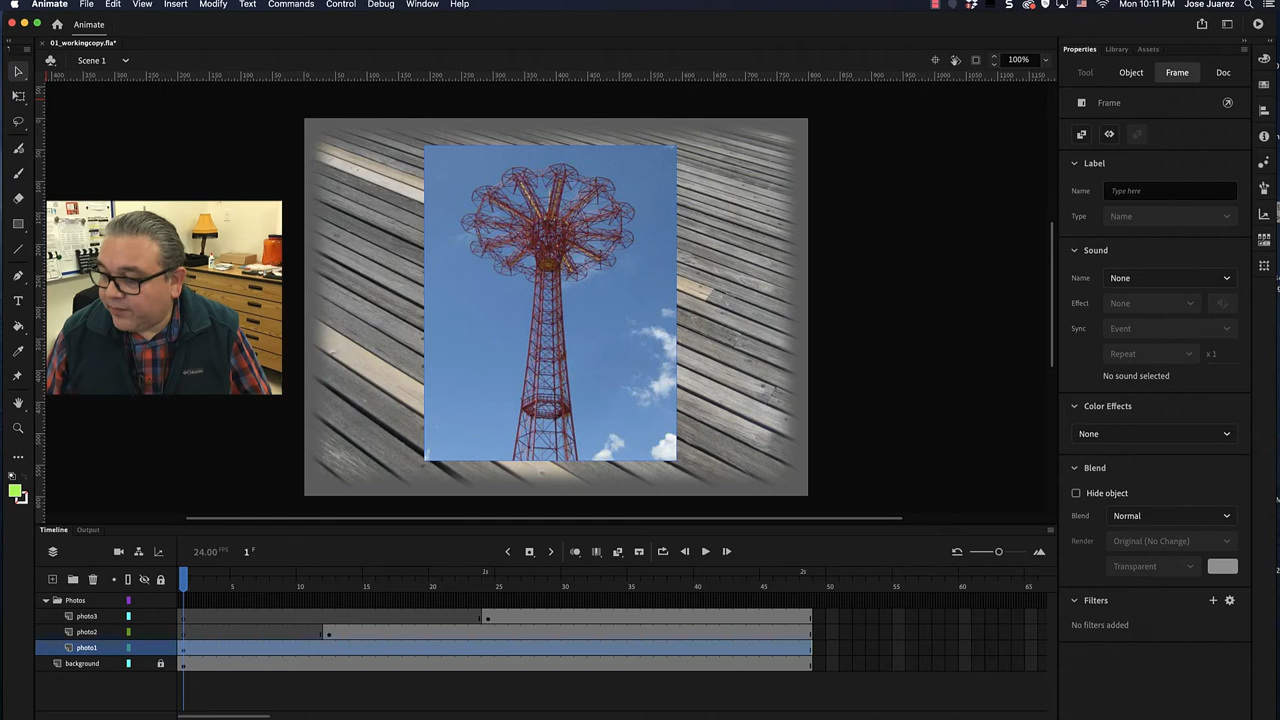 Animate File Edit View Insert Modify Text Commands Control Debug Window Help Mon 10:11 PM Jose Juarez
Animate
01_workingcopy.fla*
Scene 1 100%
Properties Library Assets
Tool Object Frame Doc
Frame
Label
Name Type here
Type Name
Sound
Name None
Effect None
Sync Event
Repeat x 1
No sound selected
Color Effects
None
Blend
Hide object
Blend Normal
Render Original (No Change)
Transparent
Filters
No filters added
Timeline Output
24.00 FPS 1 F
1s 2s
5 10 15 20 25 30 35 40 45 50 55 60 65
Photos
photo3
photo2
photo1
background